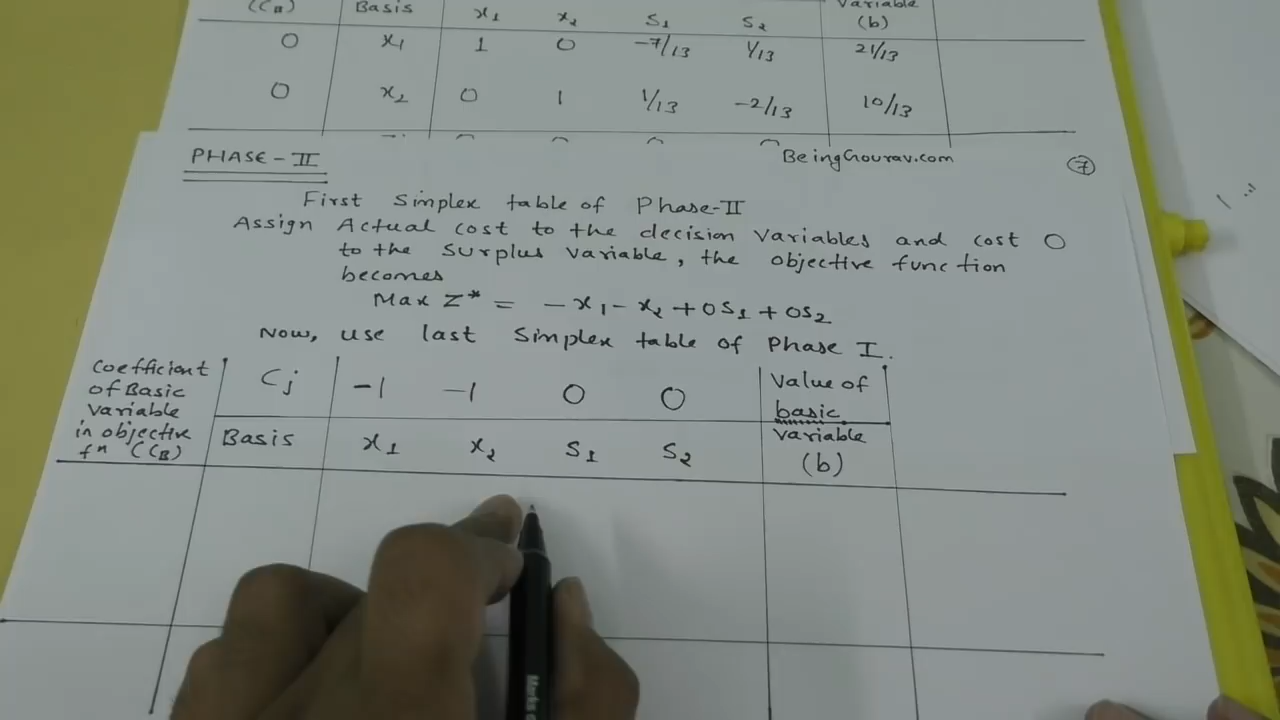 (CB) Basis x1 x2 S1 S2 Variable (b)
0 x1 1 0 -7/13 1/13 21/13
0 x2 0 1 1/13 -2/13 10/13
PHASE - II BeingGourav.com 7
First Simplex table of Phase-II
Assign Actual cost to the decision variables and cost 0
to the surplus variable, the objective function
becomes
Max Z* = -x1 - x2 + 0S1 + 0S2
Now, use last Simplex table of Phase I.
Coefficient of Basic Variable in objective fn (CB)
Cj -1 -1 0 0 Value of basic
Basis x1 x2 S1 S2 variable (b)